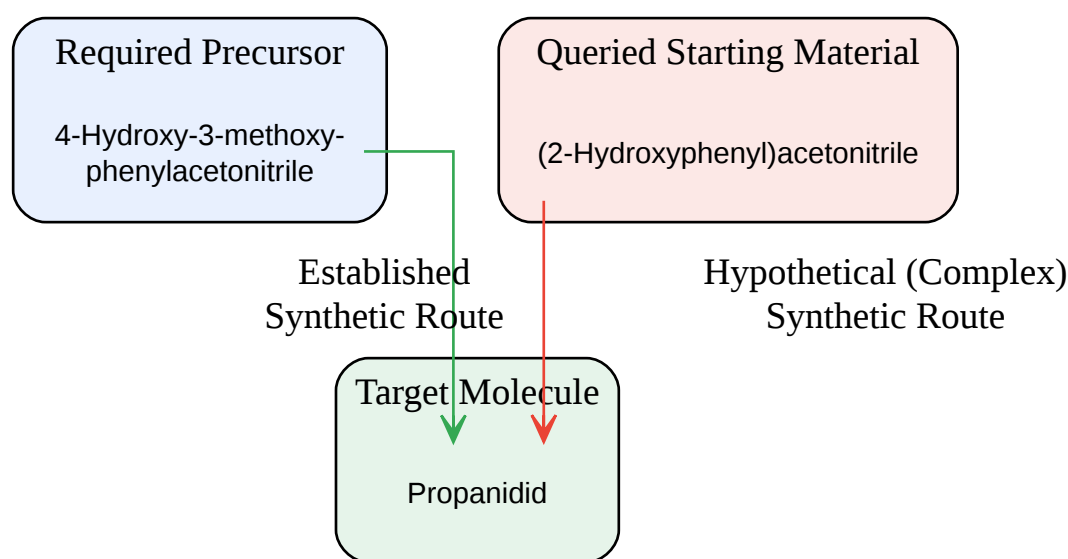 Required Precursor
4-Hydroxy-3-methoxy-
phenylacetonitrile
Queried Starting Material
(2-Hydroxyphenyl)acetonitrile
Established
Synthetic Route
Hypothetical (Complex)
Synthetic Route
Target Molecule
Propanidid